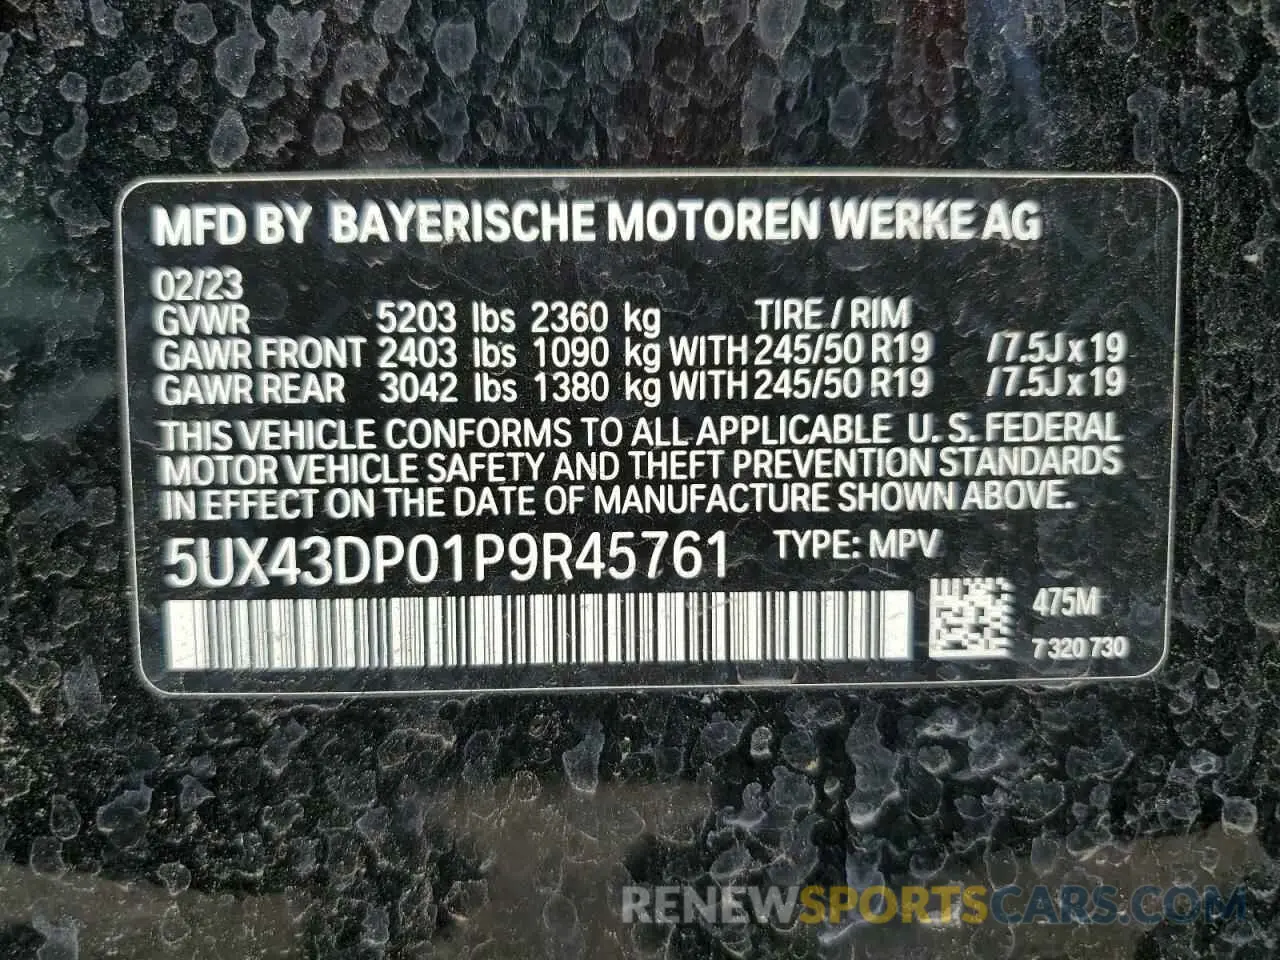 MFD BY BAYERISCHE MOTOREN WERKE AG
02/23
GVWR 5203 lbs 2360 kg TIRE / RIM
GAWR FRONT 2403 lbs 1090 kg WITH 245/50 R19 /7.5J x 19
GAWR REAR 3042 lbs 1380 kg WITH 245/50 R19 /7.5J x 19
THIS VEHICLE CONFORMS TO ALL APPLICABLE U. S. FEDERAL
MOTOR VEHICLE SAFETY AND THEFT PREVENTION STANDARDS
IN EFFECT ON THE DATE OF MANUFACTURE SHOWN ABOVE.
5UX43DP01P9R45761 TYPE: MPV
475M
7 320 730
RENEWSPORTSCARS.COM